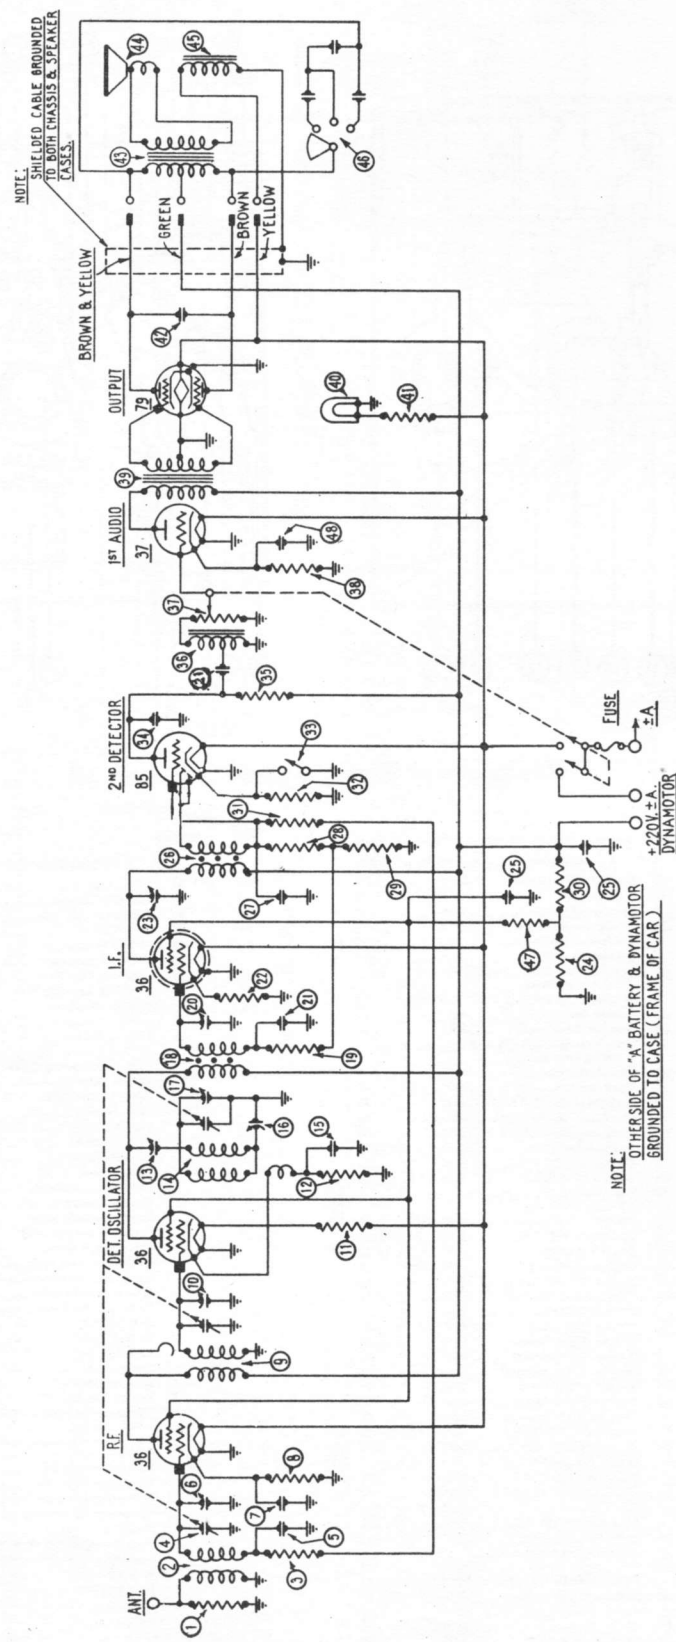 NOTE:
SHIELDED CABLE GROUNDED
TO BOTH CHASSIS & SPEAKER
CASES.
BROWN & YELLOW
GREEN
BROWN
YELLOW
ANT.
R.F.
36
DET. OSCILLATOR
36
I.F.
36
2ND DETECTOR
85
1ST AUDIO
37
OUTPUT
79
1
2
3
4
5
6
7
8
9
10
11
12
13
14
15
16
17
18
19
20
21
22
23
24
25
25
26
27
28
29
30
31
32
33
34
35
36
37
38
39
40
41
42
43
44
45
46
47
48
+220V. ±A.
DYNAMOTOR
FUSE
±A
NOTE:
OTHER SIDE OF "A" BATTERY & DYNAMOTOR
GROUNDED TO CASE (FRAME OF CAR)